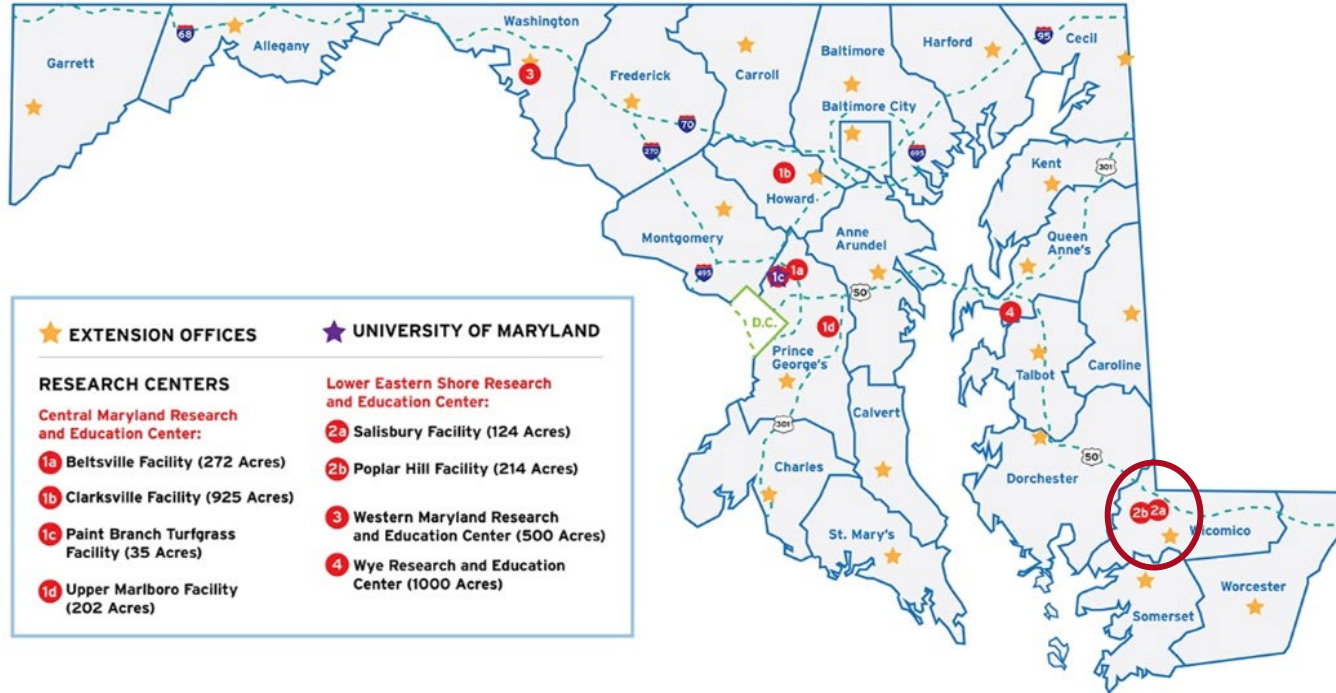 Garrett
68
Allegany
Washington
3
Frederick
70
270
Carroll
Baltimore
Baltimore City
695
Harford
95
Cecil
1b
Howard
Montgomery
495
1c
1a
D.C.
1d
Prince
George's
Anne
Arundel
50
Kent
301
Queen
Anne's
4
Talbot
Caroline
Calvert
301
Charles
St. Mary's
Dorchester
50
2b
2a
Wicomico
Somerset
Worcester
EXTENSION OFFICES
UNIVERSITY OF MARYLAND
RESEARCH CENTERS
Central Maryland Research
and Education Center:
1a Beltsville Facility (272 Acres)
1b Clarksville Facility (925 Acres)
1c Paint Branch Turfgrass
Facility (35 Acres)
1d Upper Marlboro Facility
(202 Acres)
Lower Eastern Shore Research
and Education Center:
2a Salisbury Facility (124 Acres)
2b Poplar Hill Facility (214 Acres)
3 Western Maryland Research
and Education Center (500 Acres)
4 Wye Research and Education
Center (1000 Acres)